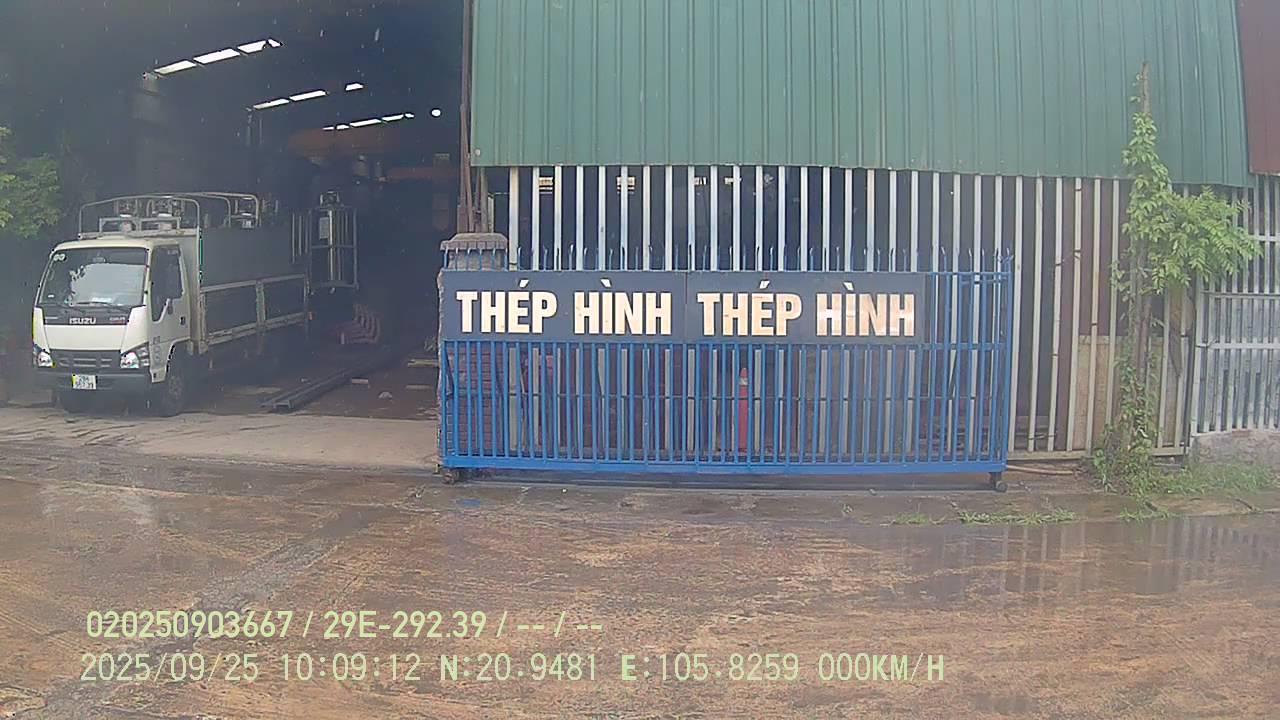 THÉP HÌNH THÉP HÌNH
ISUZU
020250903667 / 29E-292.39 / -- / --
2025/09/25 10:09:12 N:20.9481 E:105.8259 000KM/H